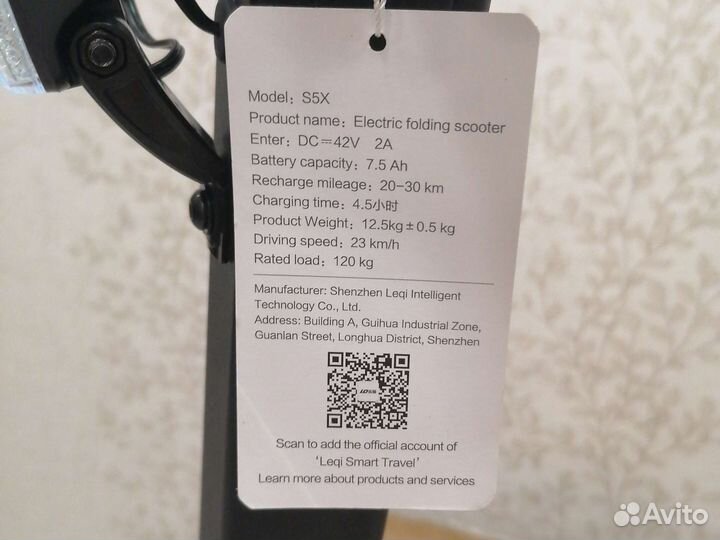 Model: S5X
Product name: Electric folding scooter
Enter: DC=42V 2A
Battery capacity: 7.5 Ah
Recharge mileage: 20-30 km
Charging time: 4.5小时
Product Weight: 12.5kg±0.5 kg
Driving speed: 23 km/h
Rated load: 120 kg
Manufacturer: Shenzhen Leqi Intelligent
Technology Co., Ltd.
Address: Building A, Guihua Industrial Zone,
Guanlan Street, Longhua District, Shenzhen
Scan to add the official account of
'Leqi Smart Travel'
Learn more about products and services
Avito